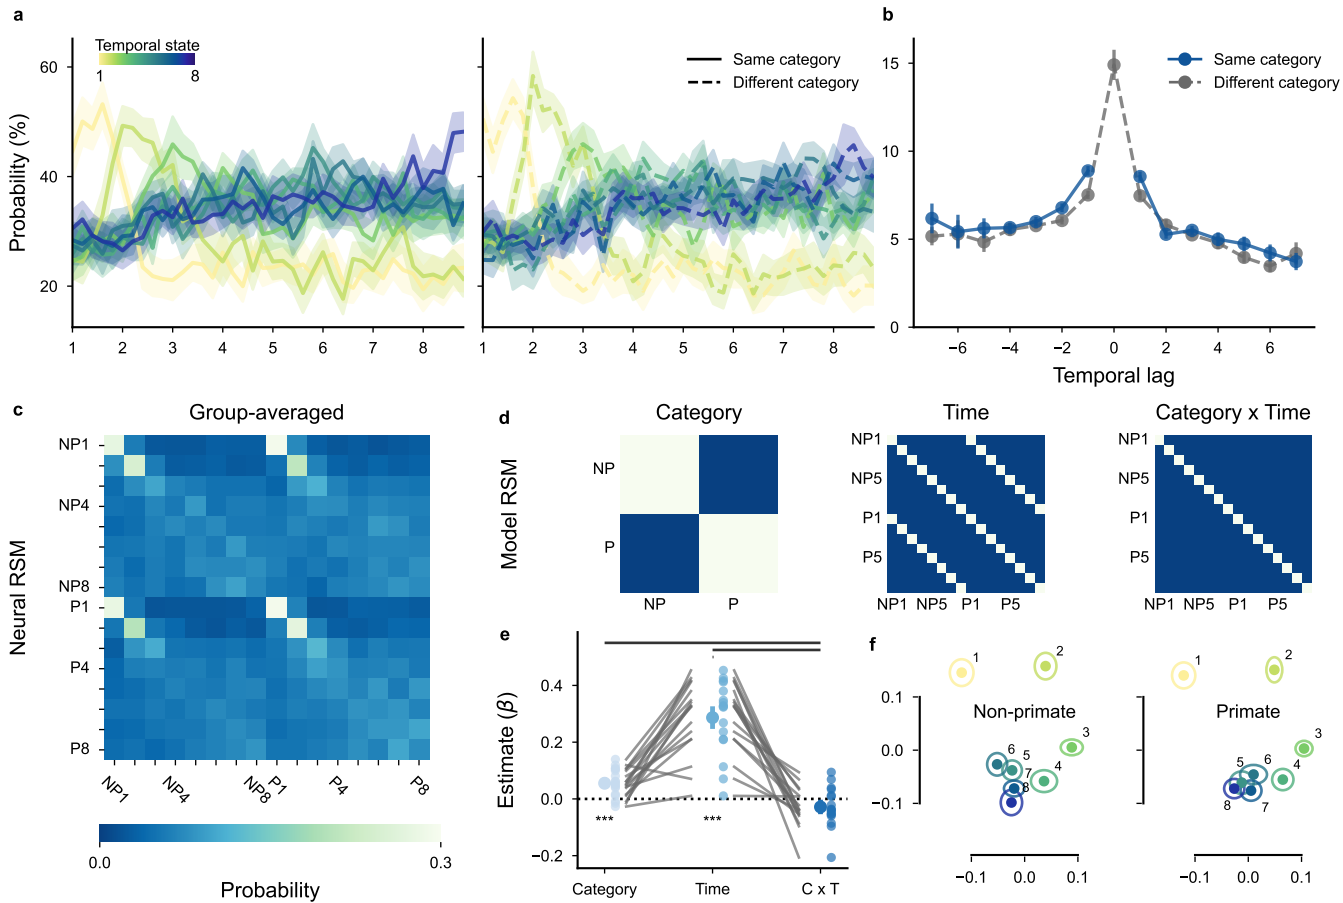 a
Temporal state
1 8
Probability (%)
60
40
20
1 2 3 4 5 6 7 8
Same category
Different category
1 2 3 4 5 6 7 8
b
Same category
Different category
15
10
5
0
−6 −4 −2 0 2 4 6
Temporal lag
c
Group-averaged
Neural RSM
NP1
NP4
NP8
P1
P4
P8
NP1 NP4 NP8 P1 P4 P8
0.0 0.3
Probability
d
Model RSM
Category
NP
P
NP P
Time
NP1
NP5
P1
P5
NP1 NP5 P1 P5
Category x Time
NP1
NP5
P1
P5
NP1 NP5 P1 P5
e
Estimate (β)
0.4
0.2
0.0
−0.2
*** ***
Category Time C x T
f
1 2
0.1
Non-primate
3
0.0
6 5
7 4
8
−0.1
−0.1 0.0 0.1
1 2
Primate
3
5 6 4
8 7
−0.1 0.0 0.1